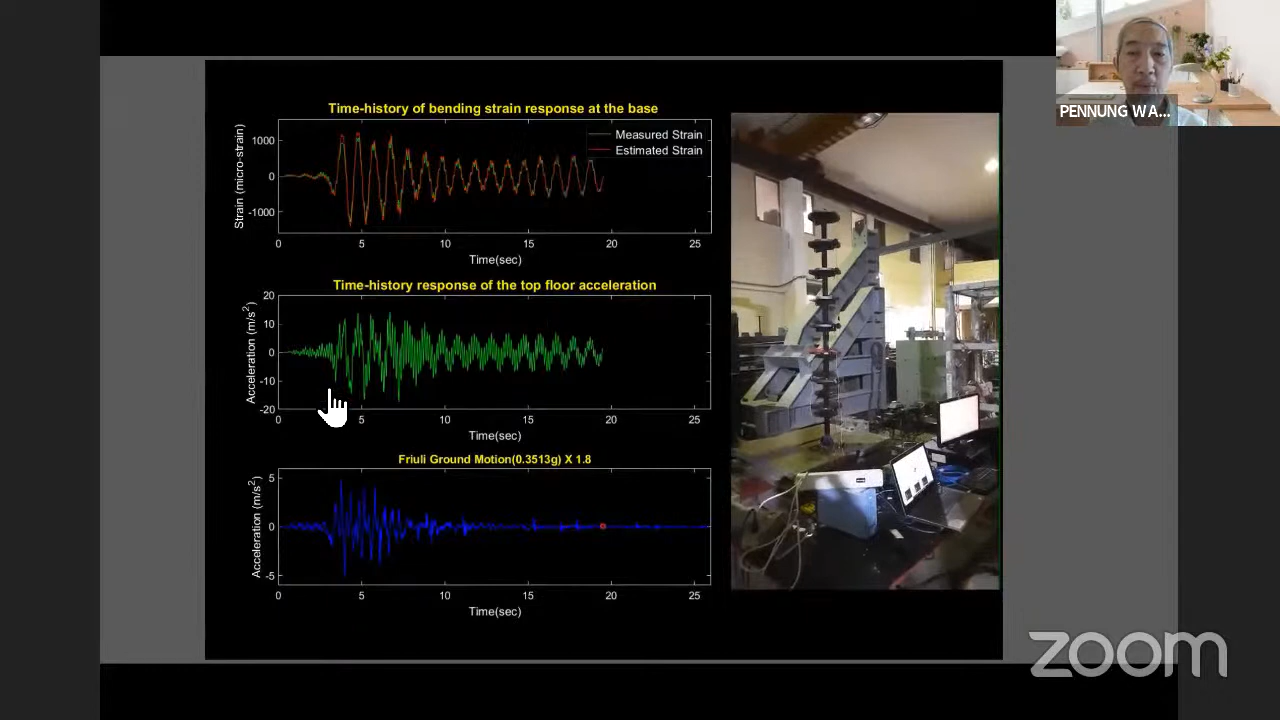 Time-history of bending strain response at the base
Strain (micro-strain)
1000
0
-1000
Measured Strain
Estimated Strain
0 5 10 15 20 25
Time(sec)
Time-history response of the top floor acceleration
Acceleration (m/s²)
20
10
0
-10
-20
0 5 10 15 20 25
Time(sec)
Friuli Ground Motion(0.3513g) X 1.8
Acceleration (m/s²)
5
0
-5
0 5 10 15 20 25
Time(sec)
PENNUNG WA...
zoom